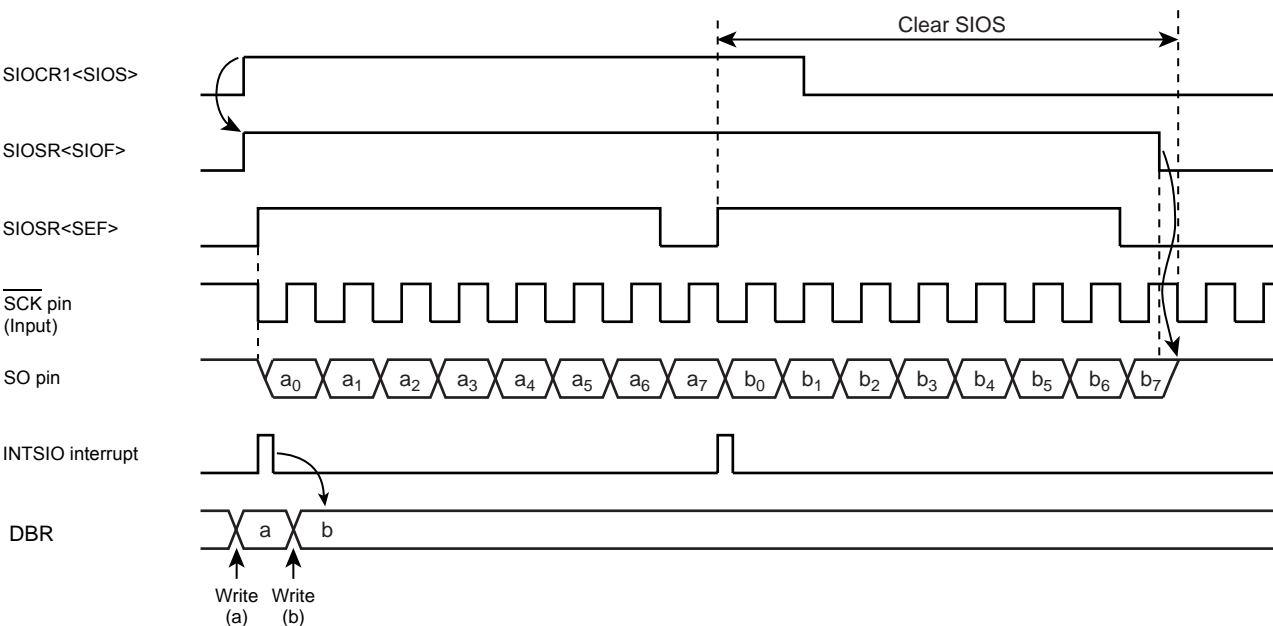 Clear SIOS
SIOCR1<SIOS>
SIOSR<SIOF>
SIOSR<SEF>
SCK pin
(Input)
SO pin
a0 a1 a2 a3 a4 a5 a6 a7 b0 b1 b2 b3 b4 b5 b6 b7
INTSIO interrupt
DBR
a b
Write Write
(a) (b)